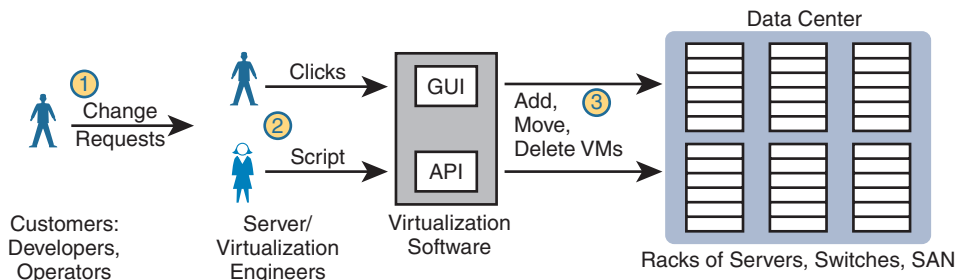 Data Center
1
Change
Requests
Clicks
2
Script
GUI
API
3
Add,
Move,
Delete VMs
Customers:
Developers,
Operators
Server/
Virtualization
Engineers
Virtualization
Software
Racks of Servers, Switches, SAN